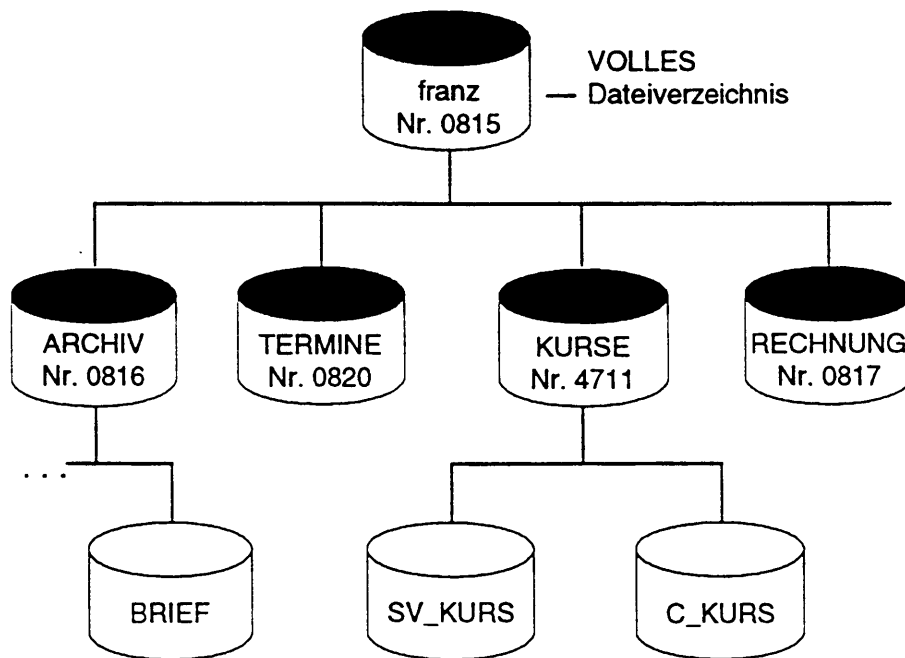 franz
Nr. 0815
VOLLES
— Dateiverzeichnis
ARCHIV
Nr. 0816
TERMINE
Nr. 0820
KURSE
Nr. 4711
RECHNUNG
Nr. 0817
. . .
BRIEF
SV_KURS
C_KURS